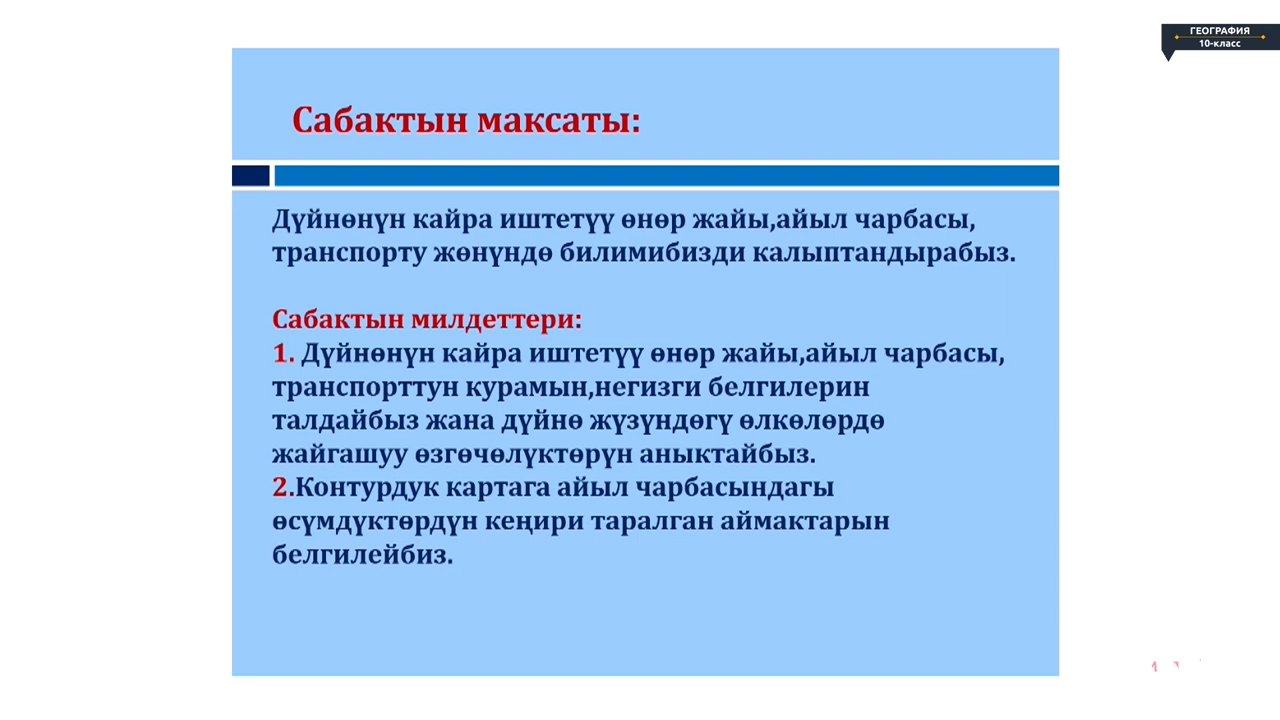 ГЕОГРАФИЯ
10-класс
Сабактын максаты:
Дүйнөнүн кайра иштетүү өнөр жайы,айыл чарбасы,
транспорту жөнүндө билимибизди калыптандырабыз.
Сабактын милдеттери:
1. Дүйнөнүн кайра иштетүү өнөр жайы,айыл чарбасы,
транспорттун курамын,негизги белгилерин
талдайбыз жана дүйнө жүзүндөгү өлкөлөрдө
жайгашуу өзгөчөлүктөрүн аныктайбыз.
2.Контурдук картага айыл чарбасындагы
өсүмдүктөрдүн кеңири таралган аймактарын
белгилейбиз.